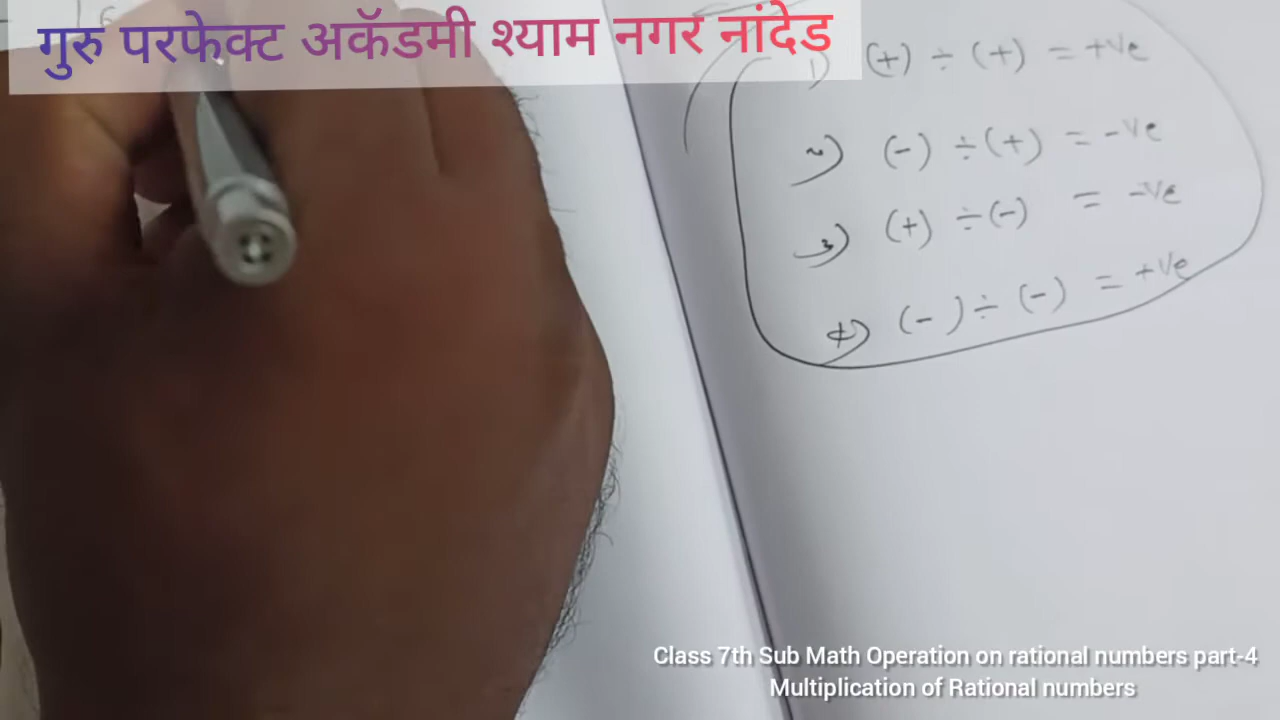 16
गुरु परफेक्ट अकॅडमी श्याम नगर नांदेड
1) (+) ÷ (+) = +ve
2) (-) ÷ (+) = -ve
3) (+) ÷ (-) = -ve
4) (-) ÷ (-) = +ve
Class 7th Sub Math Operation on rational numbers part-4
Multiplication of Rational numbers